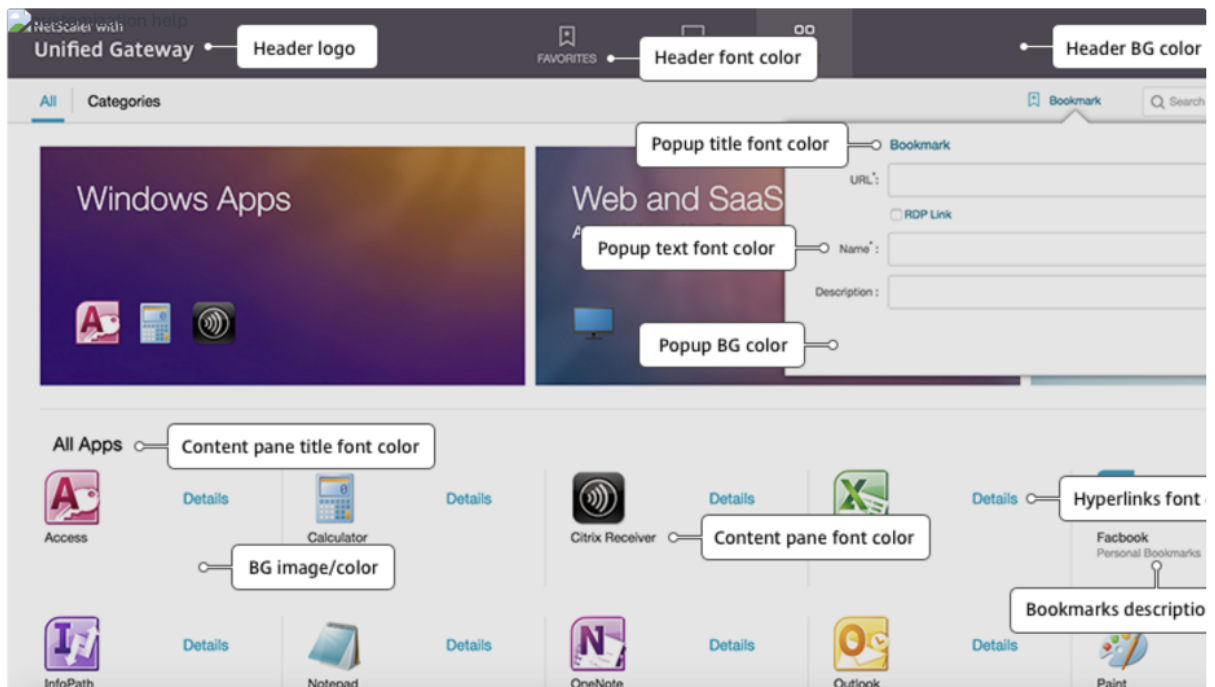 customization help
NetScaler with
Unified Gateway
Header logo
FAVORITES
Header font color
Header BG color
All
Categories
Bookmark
Search
Popup title font color
Bookmark
URL*:
RDP Link
Windows Apps
Web and SaaS
A
Popup text font color
Name*:
Description :
Popup BG color
All Apps
Content pane title font color
Details
Details
Details
Details
Hyperlinks font
Access
Calculator
Citrix Receiver
Content pane font color
Facbook
Personal Bookmarks
BG image/color
Bookmarks descriptio
Details
Details
Details
Details
InfoPath
Notepad
OneNote
Outlook
Paint